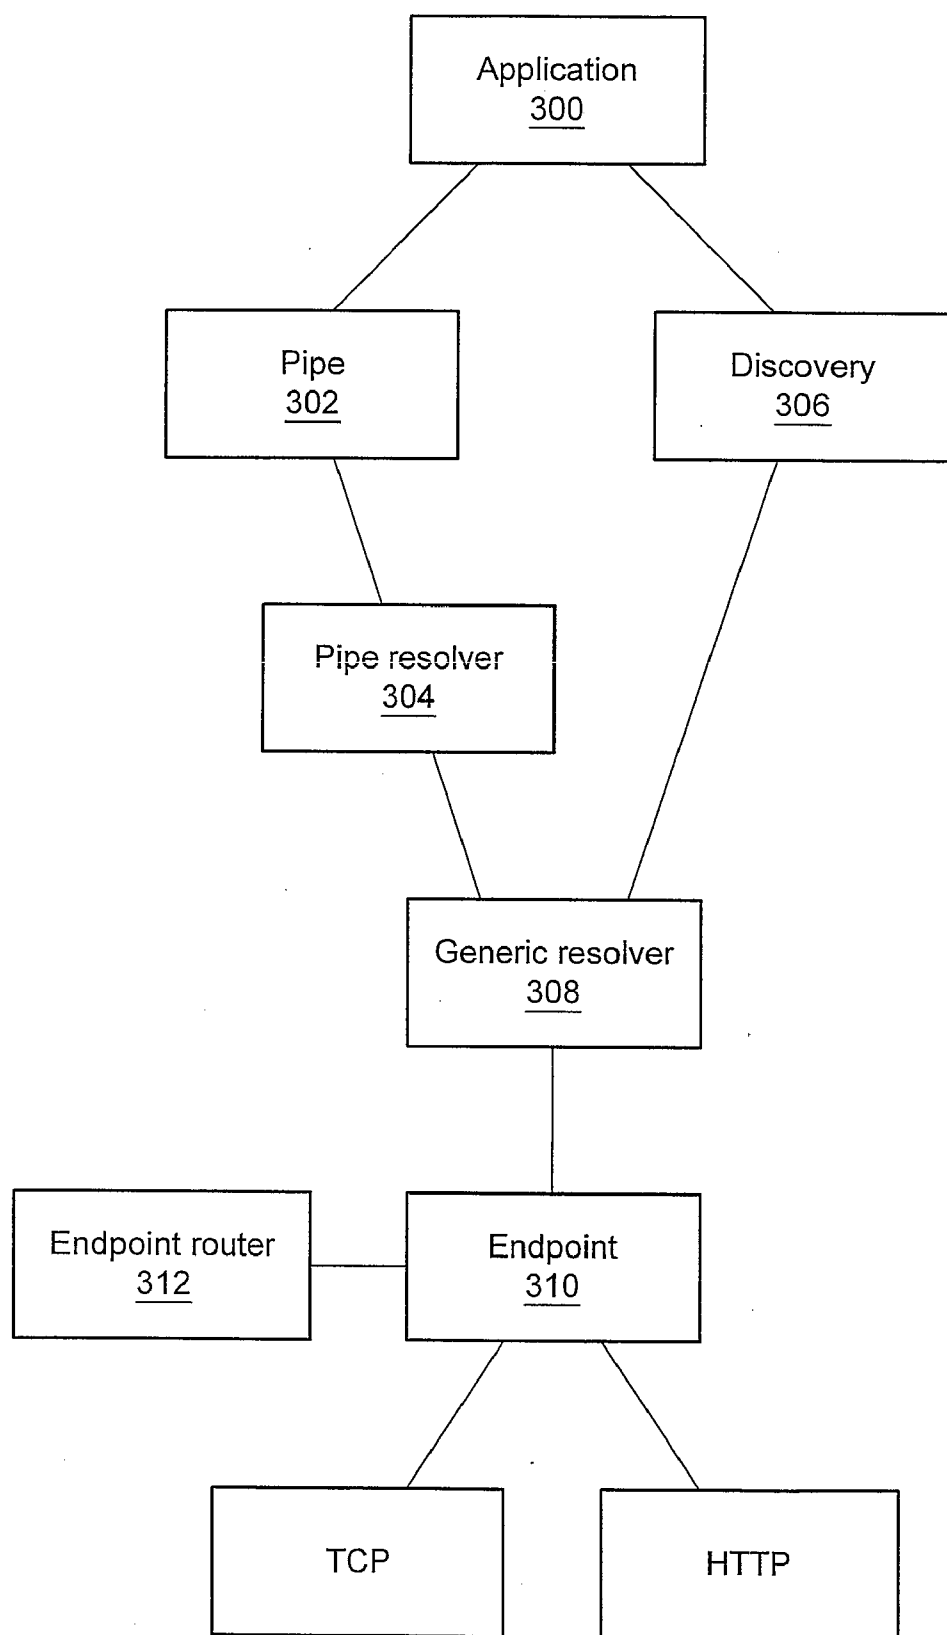 Application
300
Pipe
302
Discovery
306
Pipe resolver
304
Generic resolver
308
Endpoint router
312
Endpoint
310
TCP
HTTP